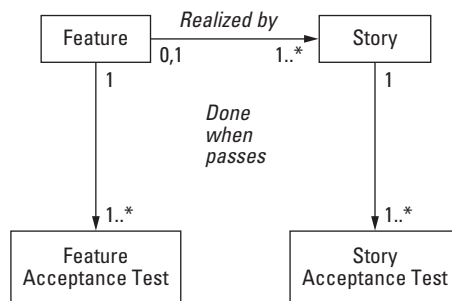 Realized by
Feature
Story
0,1
1..*
1
1
Done
when
passes
1..*
1..*
Feature
Acceptance Test
Story
Acceptance Test